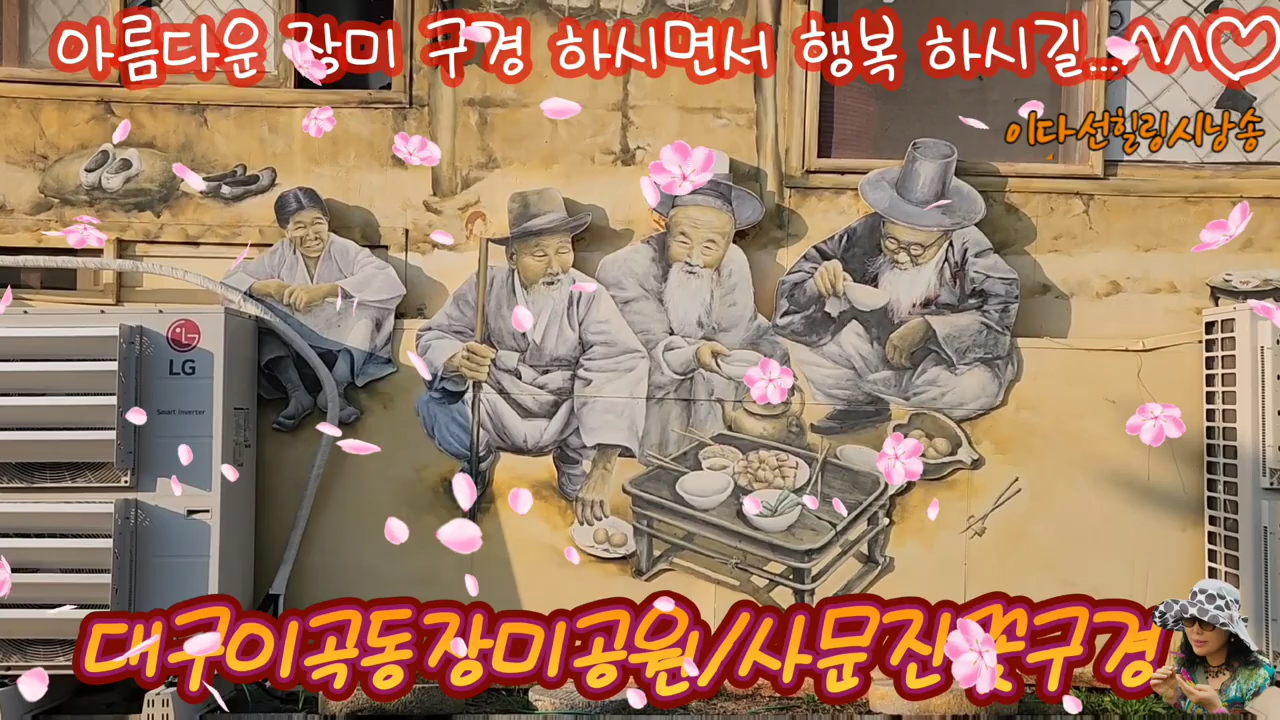 아름다운 장미 구경 하시면서 행복 하시길...^^♡
이다선힐링시낭송
LG
Smart Inverter
대구이곡동장미공원/사문진꽃구경